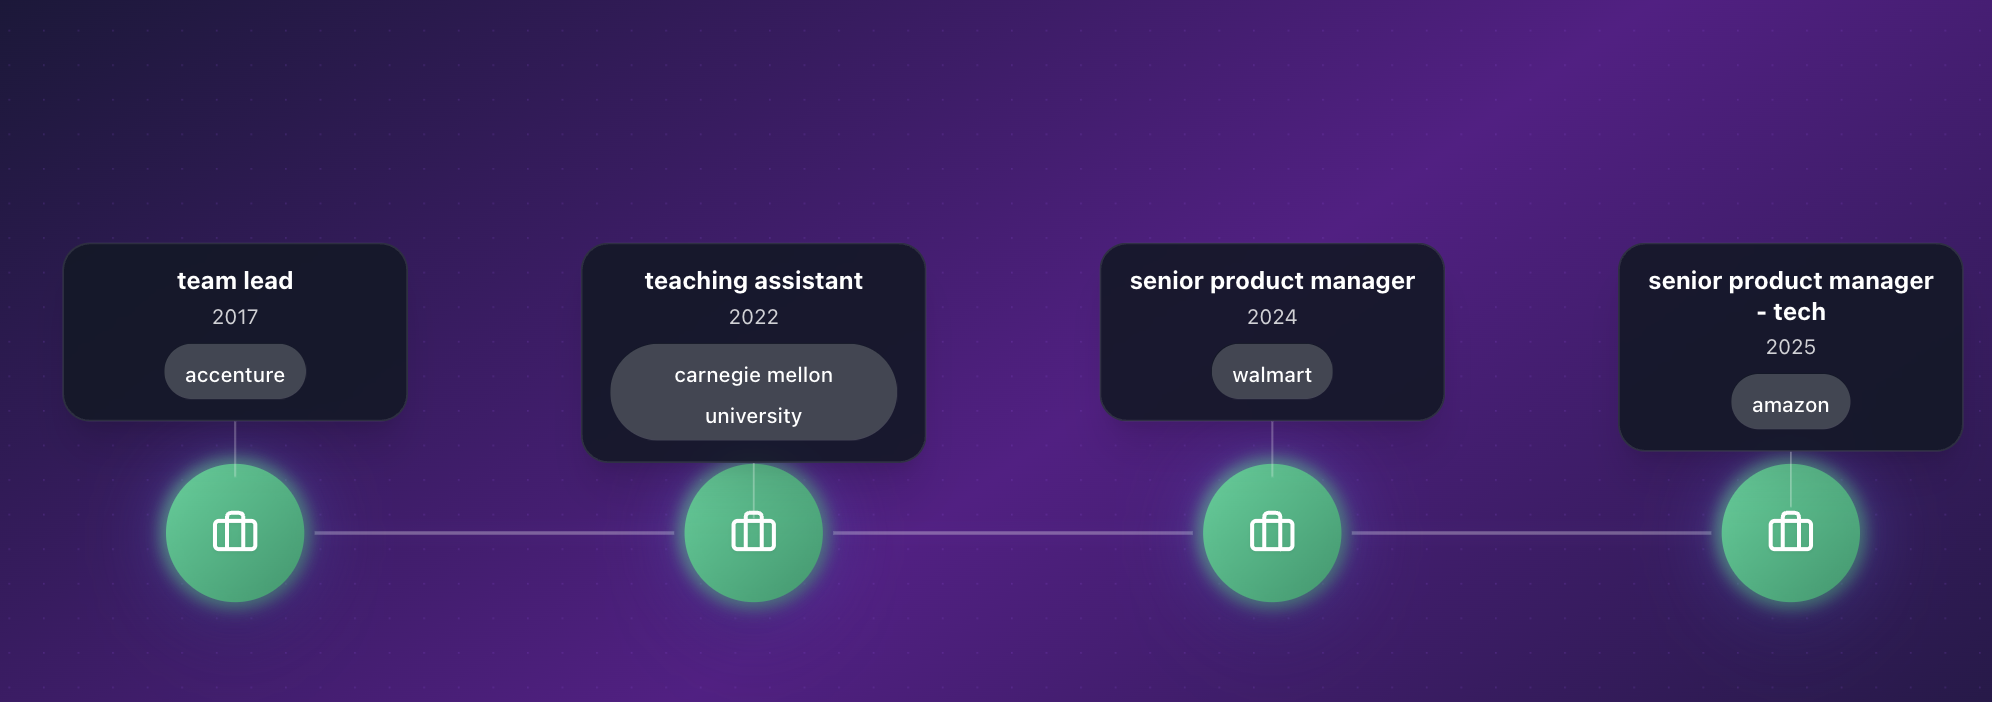 team lead
2017
accenture
teaching assistant
2022
carnegie mellon
university
senior product manager
2024
walmart
senior product manager
- tech
2025
amazon